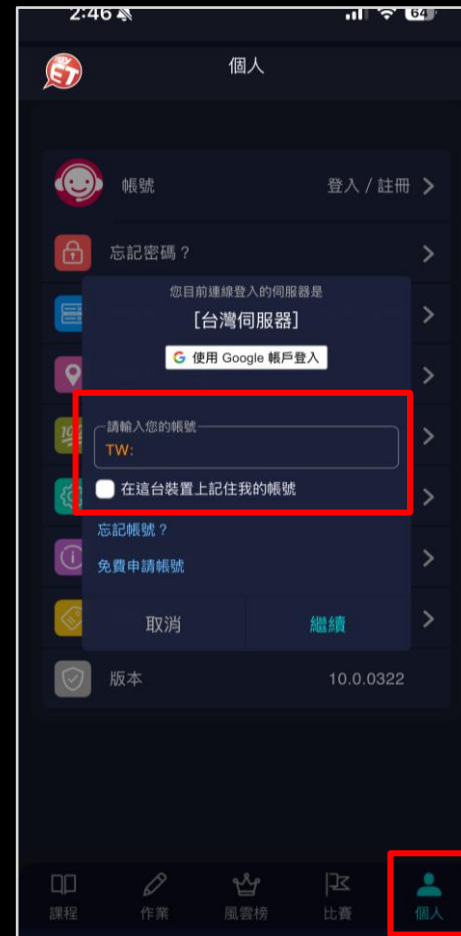 2:46
64
My
ET
個人
帳號
登入 / 註冊
忘記密碼？
您目前連線登入的伺服器是
[台灣伺服器]
G 使用 Google 帳戶登入
請輸入您的帳號
TW:
在這台裝置上記住我的帳號
忘記帳號？
免費申請帳號
取消
繼續
版本
10.0.0322
課程
作業
風雲榜
比賽
個人